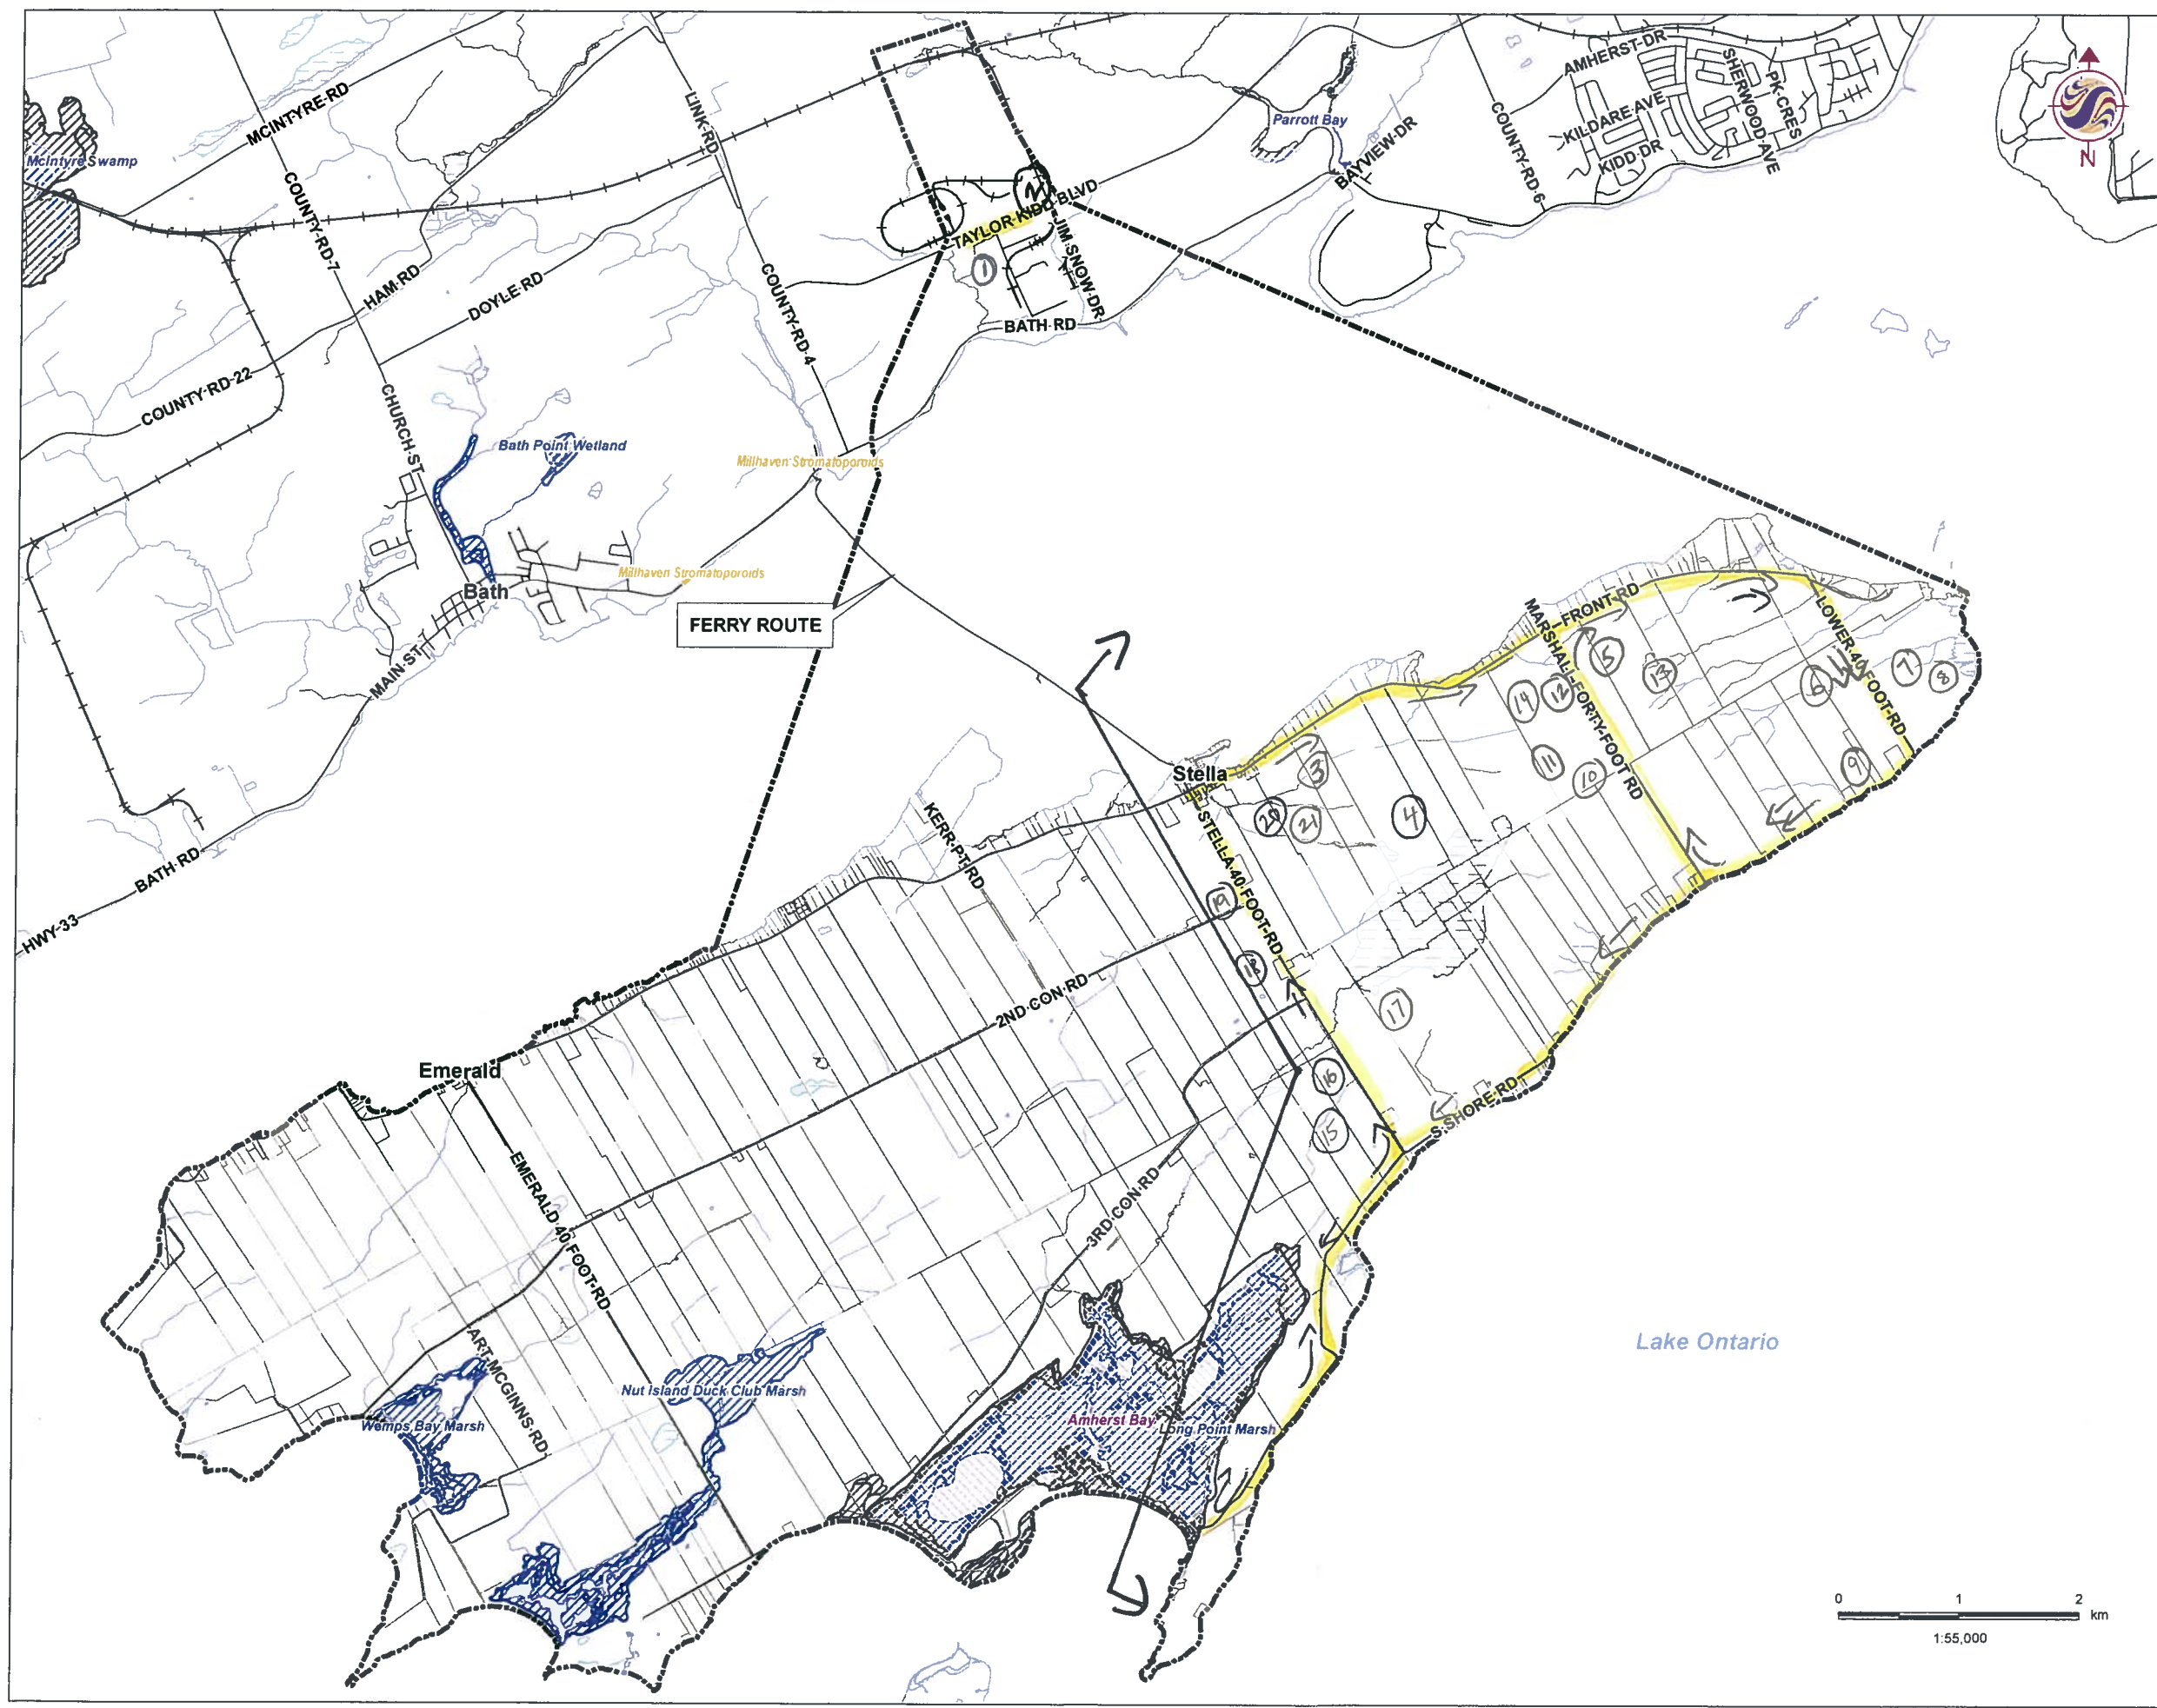 AMHERST-DR
SHERWOOD-AVE
PK-CRES
MCINTYRE-RD
LINK-RD
KILDARE-AVE
COUNTY-RD-6
Parrott Bay
McIntyre Swamp
KIDD-DR
BAYVIEW-DR
N
COUNTY-RD-7
2
TAYLOR-KIDD-BLVD
JIM-SNOW-DR
1
HAM-RD
DOYLE-RD
COUNTY-RD-4
BATH-RD
COUNTY-RD-22
CHURCH-ST
Bath Point Wetland
Millhaven Stromatoporoids
Millhaven Stromatoporoids
Bath
FERRY ROUTE
FRONT-RD
MARSHALL-FORTY-FOOT RD
LOWER-40 FOOT-RD
MAIN-ST
5
13
14
12
6
7
8
Stella
3
11
10
9
20
21
4
KERR-PT-RD
STELLA-40-FOOT-RD
BATH-RD
19
HWY-33
18
2ND-CON-RD
17
Emerald
16
S-SHORE-RD
15
EMERALD-40 FOOT-RD
3RD-CON-RD
ART-MCGINNS-RD
Lake Ontario
Nut Island Duck Club Marsh
Wemps Bay Marsh
Amherst Bay
Long Point Marsh
0 1 2
km
1:55,000